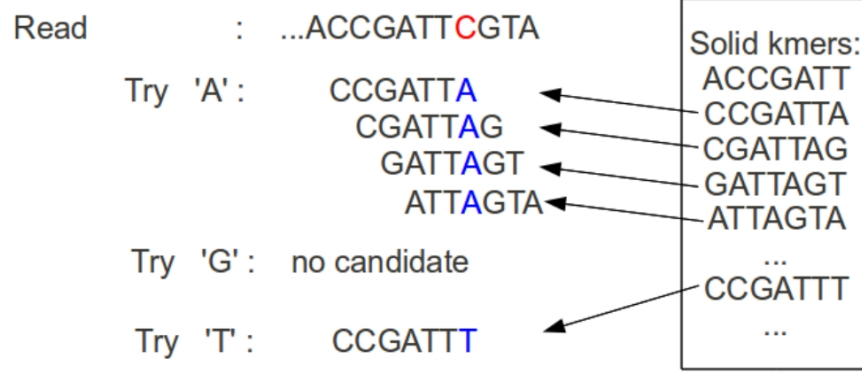 Read : ...ACCGATTCGTA
Try 'A' : CCGATTA
CGATTAG
GATTAGT
ATTAGTA
Try 'G' : no candidate
Try 'T' : CCGATTT
Solid kmers:
ACCGATT
CCGATTA
CGATTAG
GATTAGT
ATTAGTA
...
CCGATTT
...